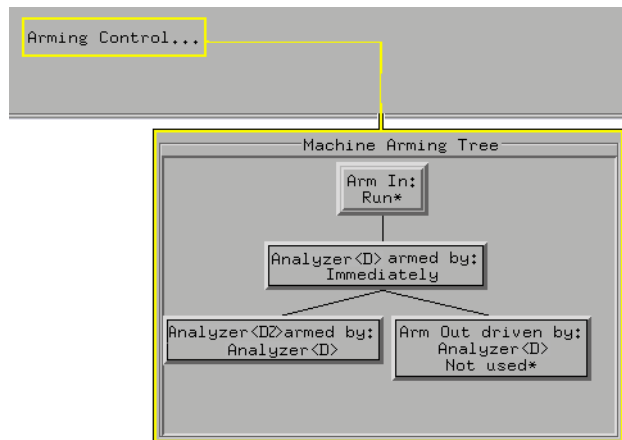 Arming Control...
Machine Arming Tree
Arm In:
Run*
Analyzer<D> armed by:
Immediately
Analyzer<DZ>armed by:
Analyzer<D>
Arm Out driven by:
Analyzer<D>
Not used*